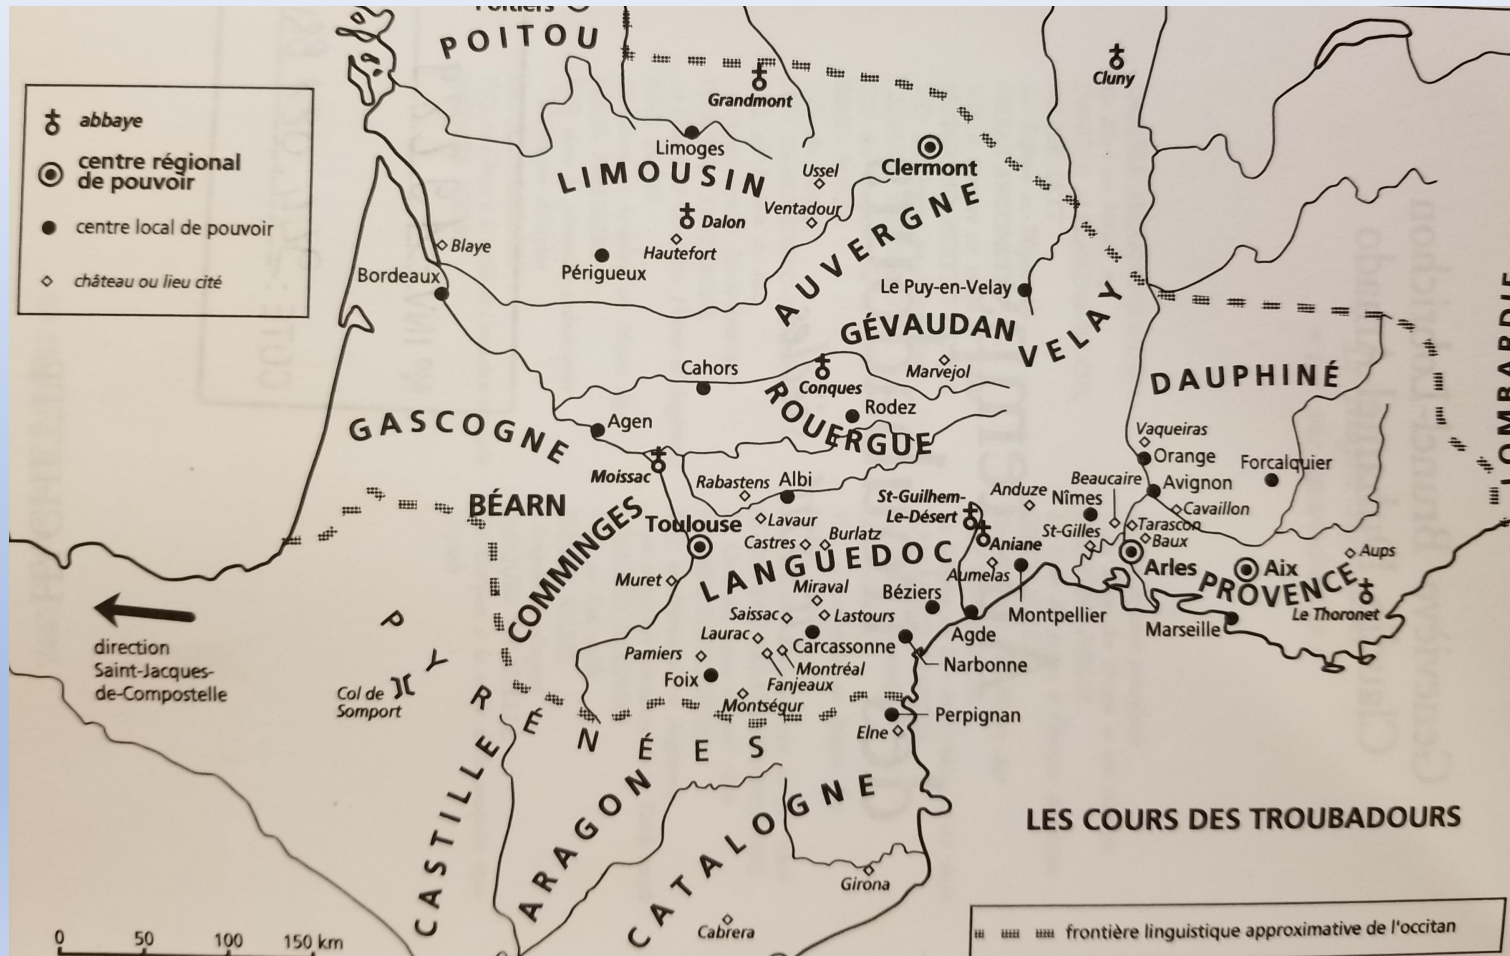 Poitiers
POITOU
Cluny
Grandmont
abbaye
centre régional
de pouvoir
centre local de pouvoir
château ou lieu cité
Limoges
LIMOUSIN
Ussel
Clermont
Ventadour
Dalon
Hautefort
Périgueux
AUVERGNE
Blaye
Bordeaux
Le Puy-en-Velay
GÉVAUDAN
VELAY
LOMBARDIE
Cahors
Conques
Marvejol
DAUPHINÉ
ROUERGUE
Rodez
GASCOGNE
Agen
Vaqueiras
Orange
Forcalquier
Moissac
Rabastens
Albi
Beaucaire
Avignon
Anduze
Nîmes
Cavaillon
BÉARN
COMMINGES
Toulouse
Lavaur
Burlatz
Castres
St-Guilhem-
Le-Désert
St-Gilles
Tarascon
Baux
Aniane
Aups
Arles
Aix
PROVENCE
Le Thoronet
Muret
LANGUEDOC
Aumelas
Miraval
Béziers
Montpellier
Marseille
direction
Saint-Jacques-
de-Compostelle
Saissac
Lastours
Agde
Laurac
Carcassonne
Narbonne
Pamiers
Montréal
Foix
Fanjeaux
Montségur
Col de
Somport
PYRÉNÉES
Perpignan
Elne
CASTILLE
ARAGON
CATALOGNE
LES COURS DES TROUBADOURS
Girona
Cabrera
0 50 100 150 km
frontière linguistique approximative de l'occitan